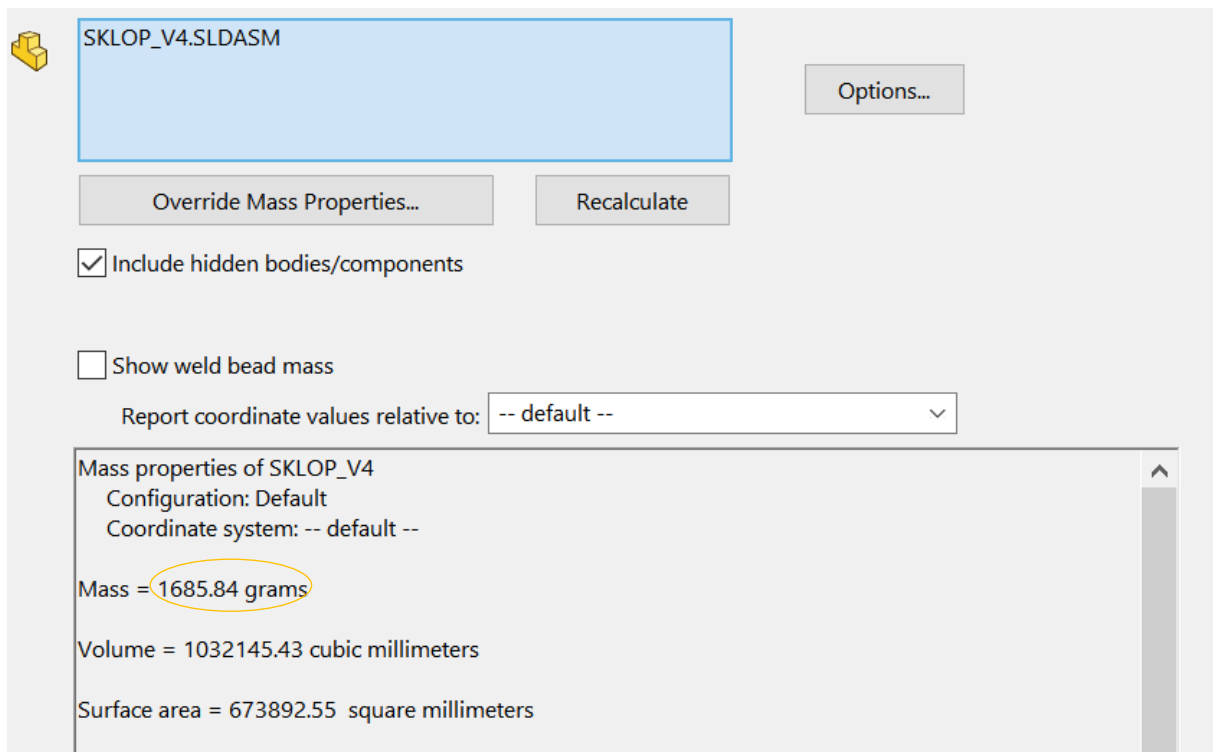 SKLOP_V4.SLDASM
Options...
Override Mass Properties...
Recalculate
Include hidden bodies/components
Show weld bead mass
Report coordinate values relative to:
-- default --
Mass properties of SKLOP_V4
Configuration: Default
Coordinate system: -- default --
Mass = 1685.84 grams
Volume = 1032145.43 cubic millimeters
Surface area = 673892.55 square millimeters